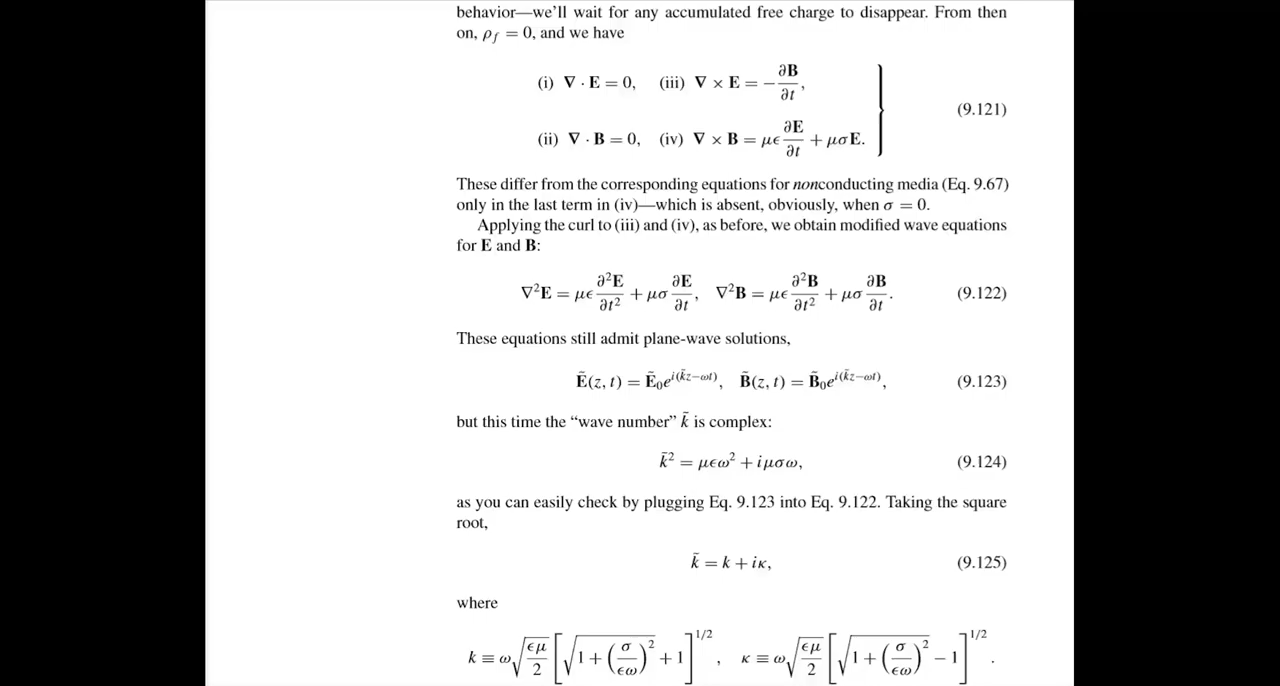 behavior—we’ll wait for any accumulated free charge to disappear. From then
on, ρ_f = 0, and we have
(i) ∇ · E = 0, (iii) ∇ × E = −∂B/∂t,
(ii) ∇ · B = 0, (iv) ∇ × B = μϵ ∂E/∂t + μσE.
(9.121)
These differ from the corresponding equations for nonconducting media (Eq. 9.67)
only in the last term in (iv)—which is absent, obviously, when σ = 0.
Applying the curl to (iii) and (iv), as before, we obtain modified wave equations
for E and B:
∇²E = μϵ ∂²E/∂t² + μσ ∂E/∂t, ∇²B = μϵ ∂²B/∂t² + μσ ∂B/∂t. (9.122)
These equations still admit plane-wave solutions,
Ẽ(z, t) = Ẽ₀e^{i(k̃z−ωt)}, B̃(z, t) = B̃₀e^{i(k̃z−ωt)}, (9.123)
but this time the “wave number” k̃ is complex:
k̃² = μϵω² + iμσω, (9.124)
as you can easily check by plugging Eq. 9.123 into Eq. 9.122. Taking the square
root,
k̃ = k + iκ, (9.125)
where
k ≡ ω√(ϵμ/2) [√(1 + (σ/ϵω)²) + 1]^{1/2}, κ ≡ ω√(ϵμ/2) [√(1 + (σ/ϵω)²) − 1]^{1/2}.